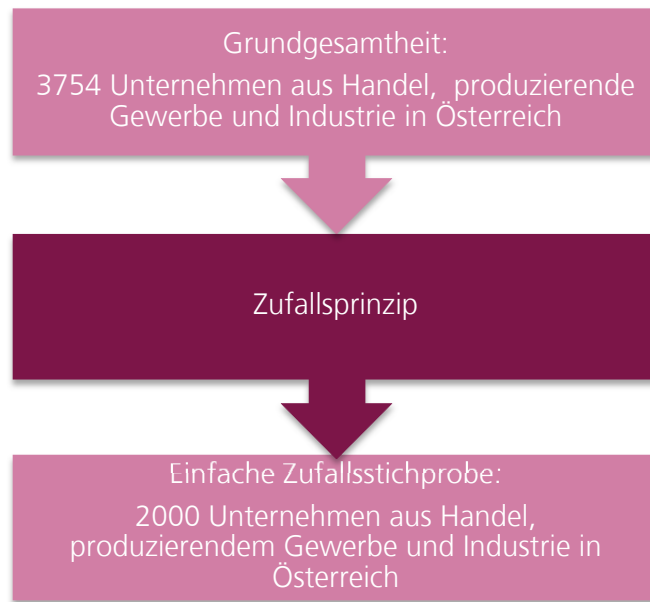 Grundgesamtheit:
3754 Unternehmen aus Handel, produzierende
Gewerbe und Industrie in Österreich
Zufallsprinzip
Einfache Zufallsstichprobe:
2000 Unternehmen aus Handel,
produzierendem Gewerbe und Industrie in
Österreich